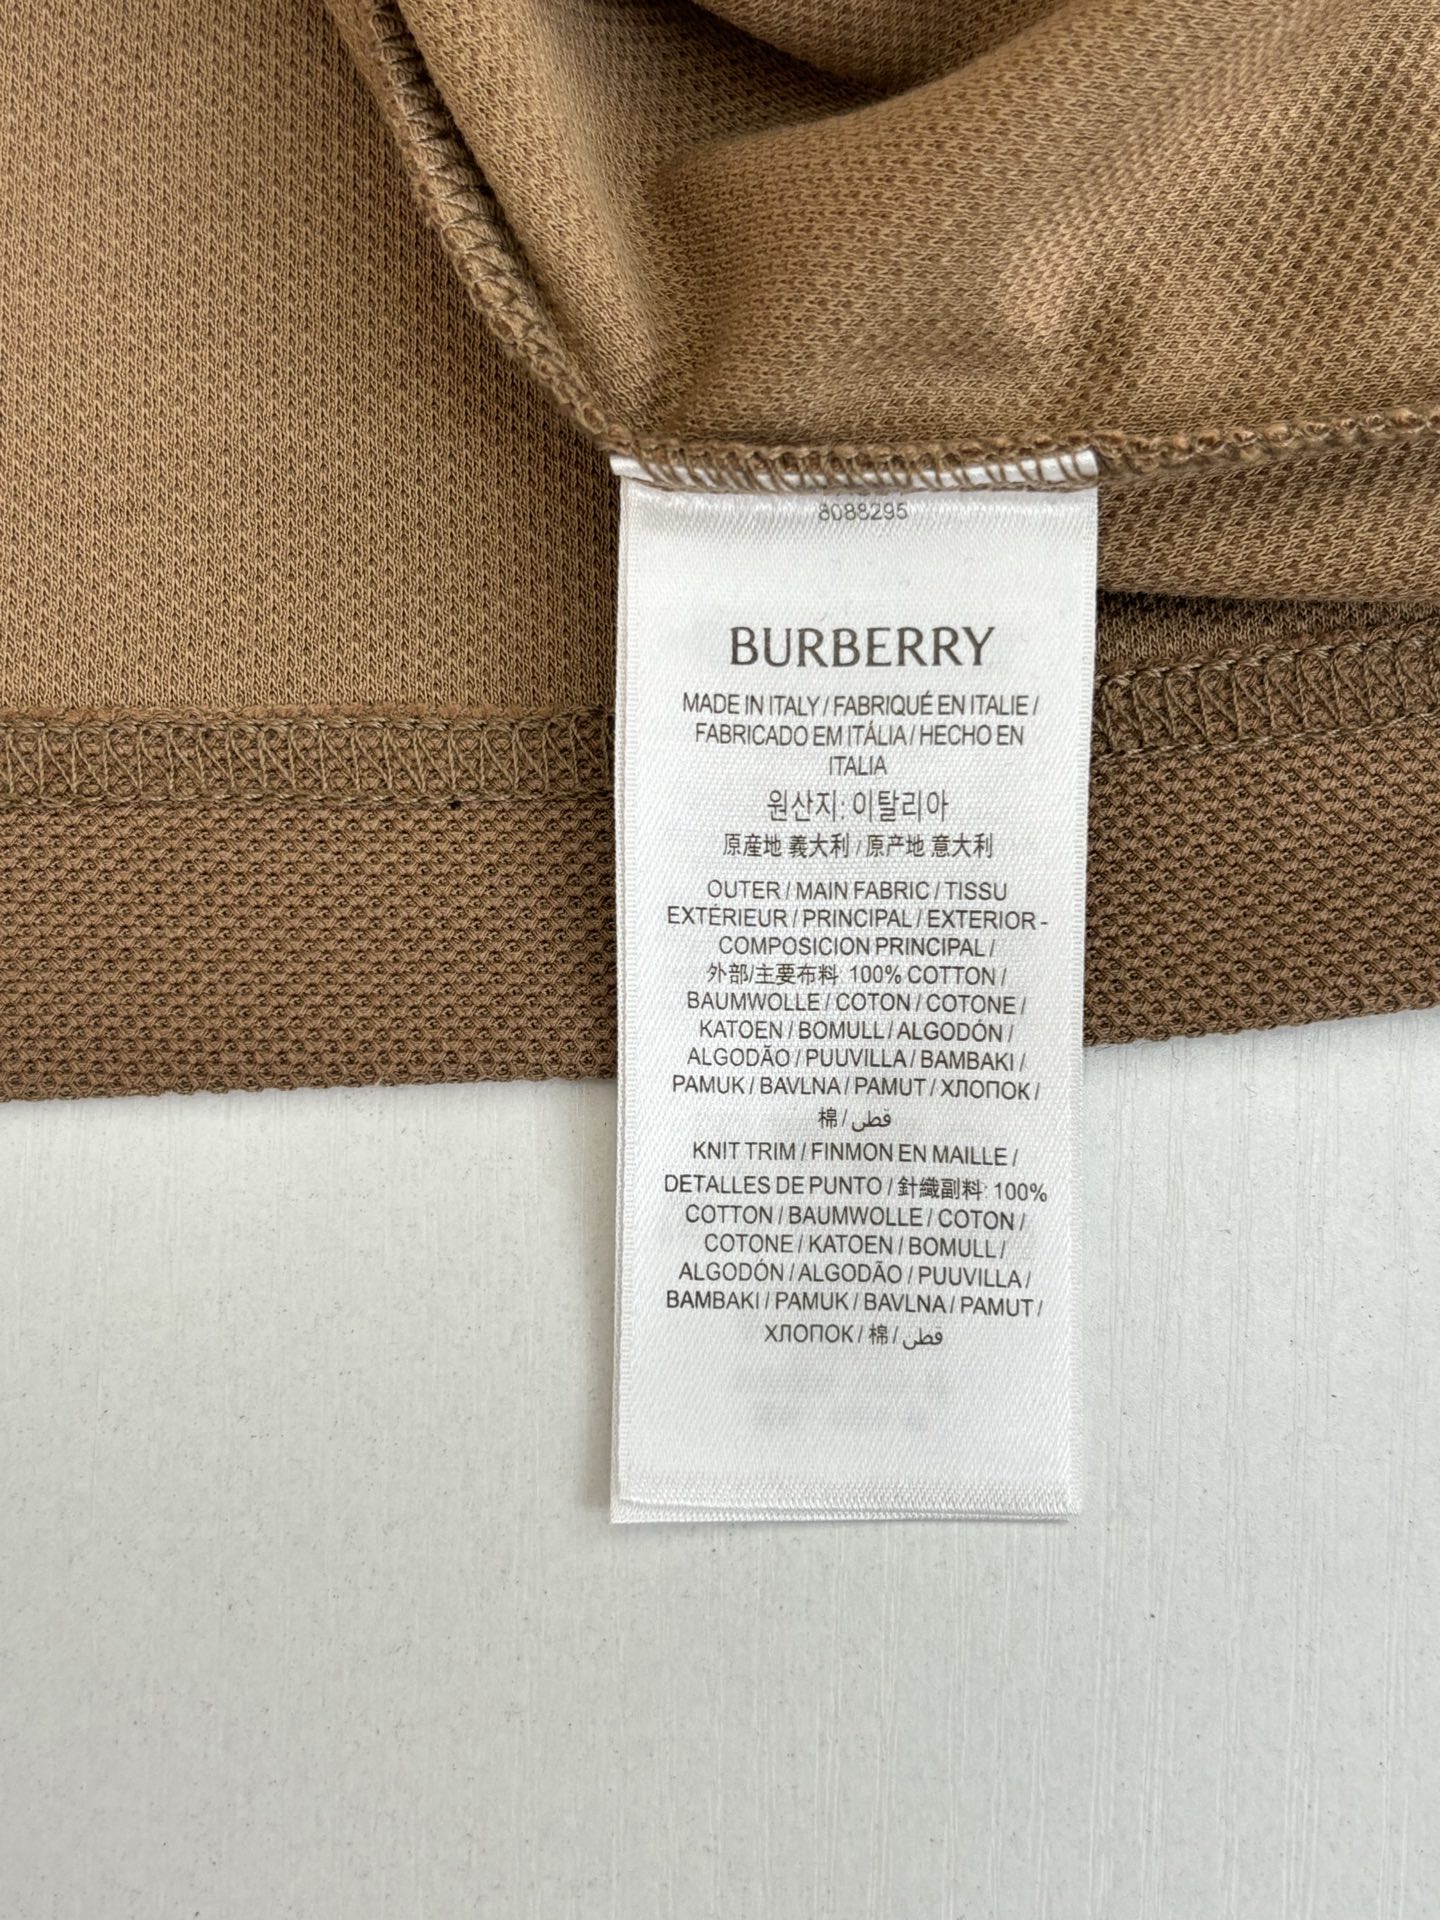 8088295
BURBERRY
MADE IN ITALY / FABRIQUÉ EN ITALIE /
FABRICADO EM ITÁLIA / HECHO EN
ITALIA
원산지: 이탈리아
原産地 義大利 / 原产地 意大利
OUTER / MAIN FABRIC / TISSU
EXTÉRIEUR / PRINCIPAL / EXTERIOR -
COMPOSICION PRINCIPAL /
外部/主要布料: 100% COTTON /
BAUMWOLLE / COTON / COTONE /
KATOEN / BOMULL / ALGODÓN /
ALGODÃO / PUUVILLA / BAMBAKI /
PAMUK / BAVLNA / PAMUT / ХЛОПОК /
棉 / قطن
KNIT TRIM / FINMON EN MAILLE /
DETALLES DE PUNTO / 針織副料: 100%
COTTON / BAUMWOLLE / COTON /
COTONE / KATOEN / BOMULL /
ALGODÓN / ALGODÃO / PUUVILLA /
BAMBAKI / PAMUK / BAVLNA / PAMUT /
ХЛОПОК / 棉 / قطن